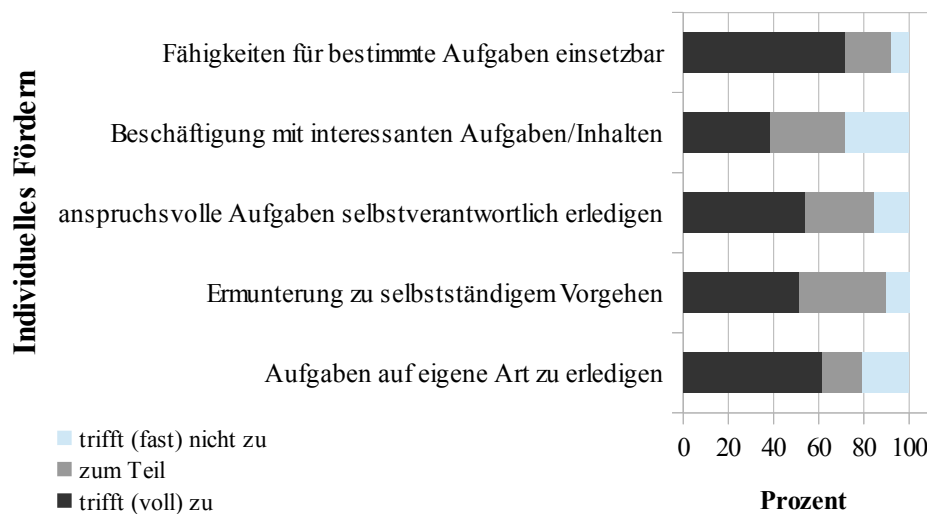 Individuelles Fördern
Fähigkeiten für bestimmte Aufgaben einsetzbar
Beschäftigung mit interessanten Aufgaben/Inhalten
anspruchsvolle Aufgaben selbstverantwortlich erledigen
Ermunterung zu selbstständigem Vorgehen
Aufgaben auf eigene Art zu erledigen
trifft (fast) nicht zu
zum Teil
trifft (voll) zu
0 20 40 60 80 100
Prozent